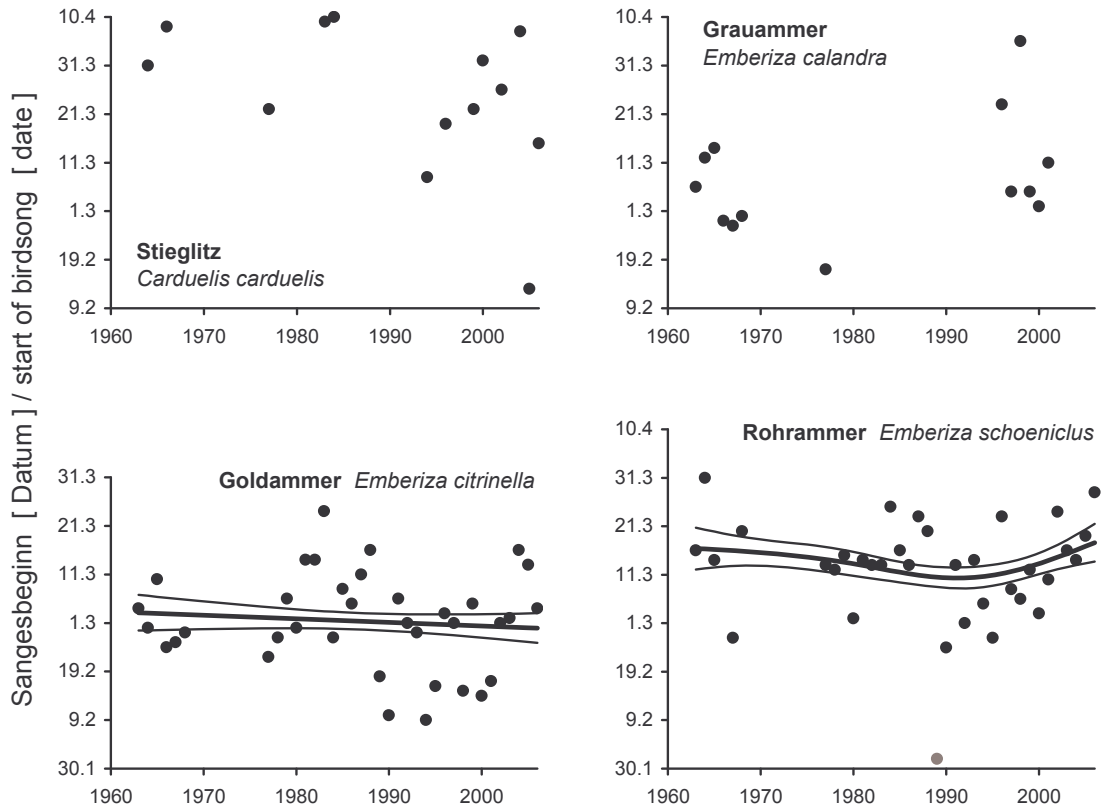 Sangesbeginn [ Datum ] / start of birdsong [ date ]
10.4
31.3
21.3
11.3
1.3
19.2
9.2
Stieglitz
Carduelis carduelis
1960 1970 1980 1990 2000
10.4
31.3
21.3
11.3
1.3
19.2
9.2
Grauammer
Emberiza calandra
1960 1970 1980 1990 2000
31.3
21.3
11.3
1.3
19.2
9.2
30.1
Goldammer Emberiza citrinella
1960 1970 1980 1990 2000
10.4
31.3
21.3
11.3
1.3
19.2
9.2
30.1
Rohrammer Emberiza schoeniclus
1960 1970 1980 1990 2000